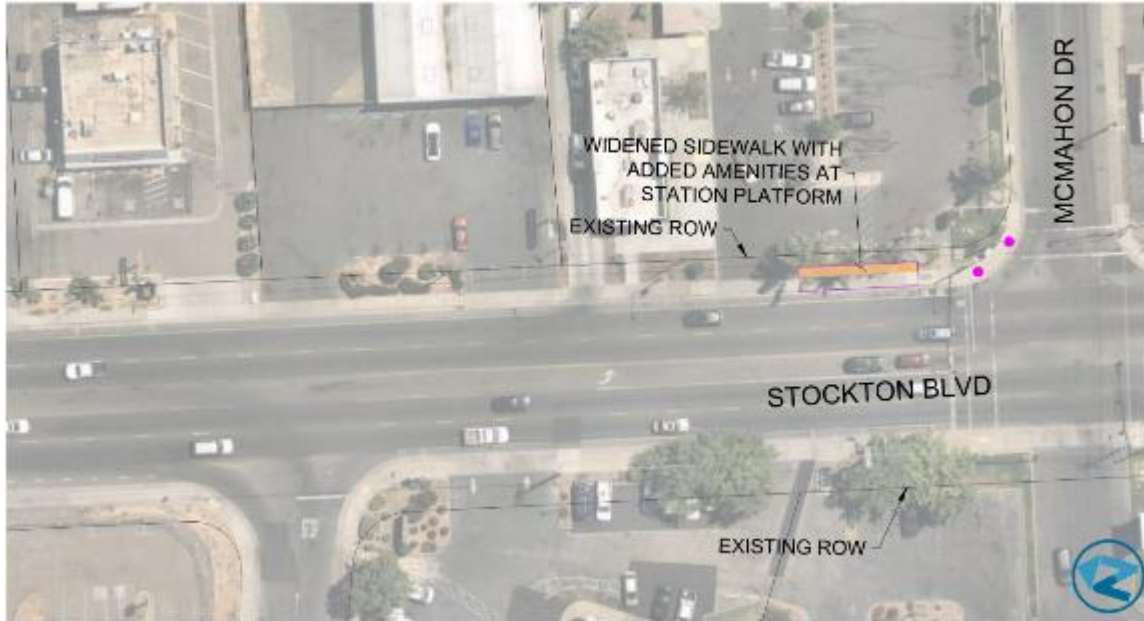 MCMAHON DR
WIDENED SIDEWALK WITH
ADDED AMENITIES AT
STATION PLATFORM
EXISTING ROW
STOCKTON BLVD
EXISTING ROW